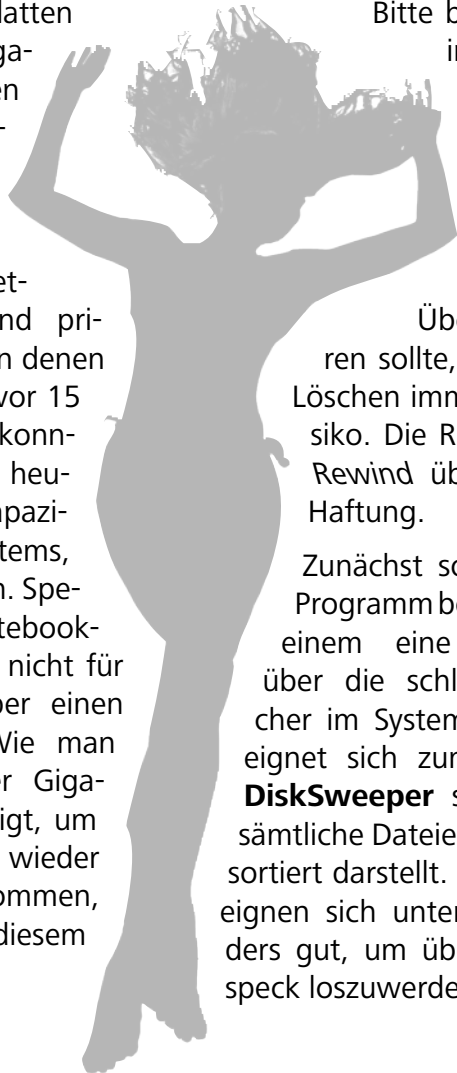 latten
ga-
en
-
et-
nd pri-
n denen
vor 15
konn-
heu-
pazi-
tems,
n. Spe-
tebook-
nicht für
ber einen
Wie man
er Giga-
igt, um
wieder
ommen,
diesem
Bitte b
in
Übe
ren sollte,
Löschen imm
siko. Die R
Rewind üb
Haftung.
Zunächst so
Programm be
einem eine
über die schl
cher im System
eignet sich zur
DiskSweeper s
sämtliche Dateie
sortiert darstellt.
eignen sich unter
ders gut, um üb
speck loszuwerde